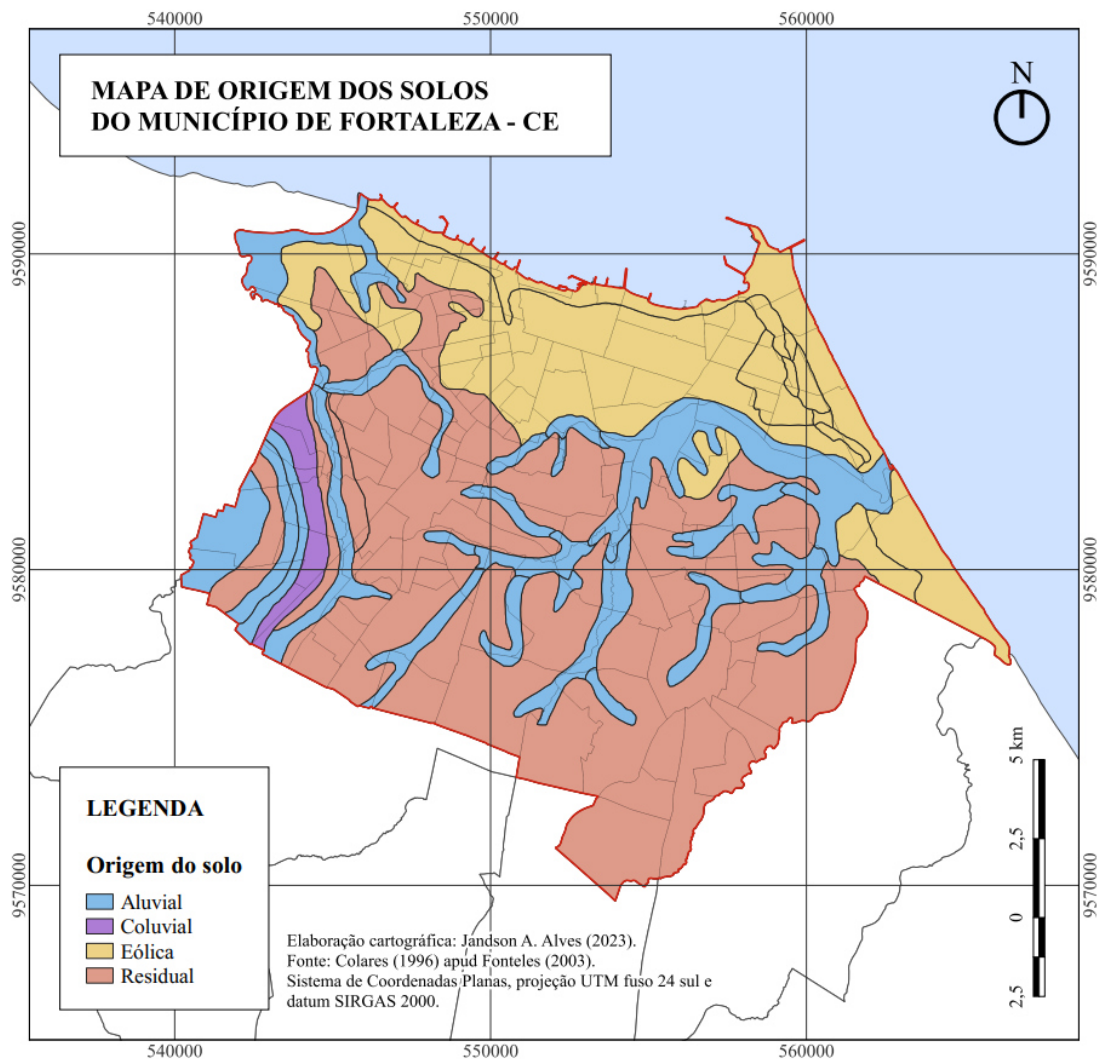 540000
550000
560000
MAPA DE ORIGEM DOS SOLOS
DO MUNICÍPIO DE FORTALEZA - CE
N
9590000
9590000
9580000
9580000
5 km
2,5
0
2,5
LEGENDA
Origem do solo
Aluvial
Coluvial
Eólica
Residual
9570000
9570000
Elaboração cartográfica: Jandson A. Alves (2023).
Fonte: Colares (1996) apud Fonteles (2003).
Sistema de Coordenadas Planas, projeção UTM fuso 24 sul e
datum SIRGAS 2000.
540000
550000
560000